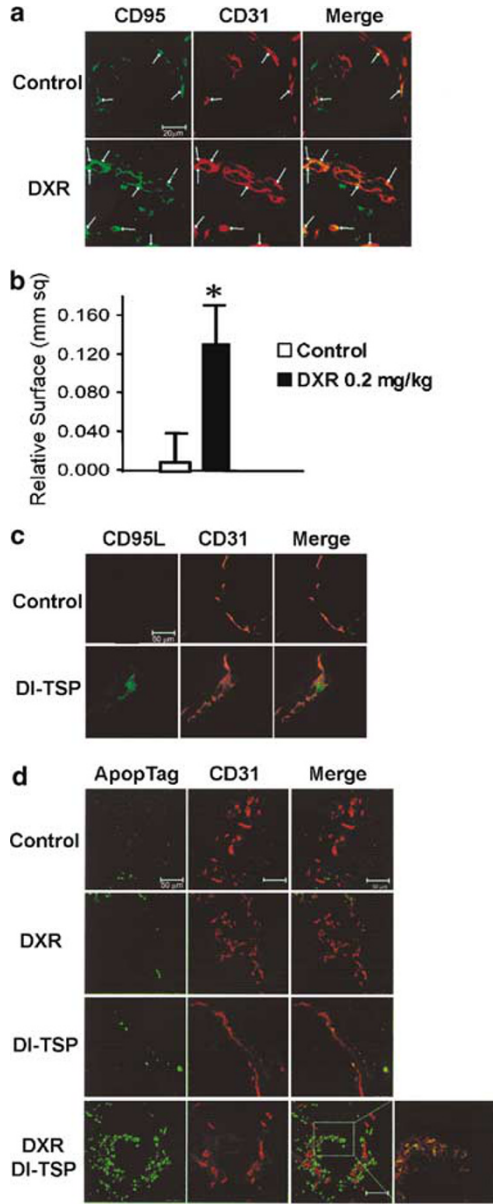 a
CD95 CD31 Merge
Control
20μm
DXR
b
Relative Surface (mm sq)
0.160
0.120
0.080
0.040
0.000
*
Control
DXR 0.2 mg/kg
c
CD95L CD31 Merge
Control
50 μm
DI-TSP
d
ApopTag CD31 Merge
Control
50 μm
50 μm
DXR
DI-TSP
DXR
DI-TSP